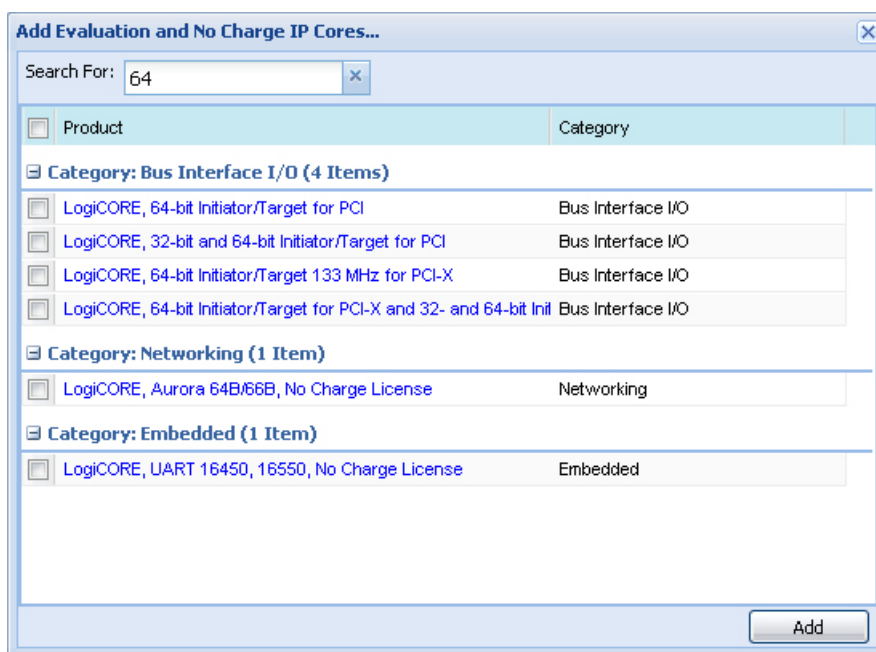 Add Evaluation and No Charge IP Cores...
Search For: 64
Product Category
Category: Bus Interface I/O (4 Items)
LogiCORE, 64-bit Initiator/Target for PCI Bus Interface I/O
LogiCORE, 32-bit and 64-bit Initiator/Target for PCI Bus Interface I/O
LogiCORE, 64-bit Initiator/Target 133 MHz for PCI-X Bus Interface I/O
LogiCORE, 64-bit Initiator/Target for PCI-X and 32- and 64-bit Init Bus Interface I/O
Category: Networking (1 Item)
LogiCORE, Aurora 64B/66B, No Charge License Networking
Category: Embedded (1 Item)
LogiCORE, UART 16450, 16550, No Charge License Embedded
Add